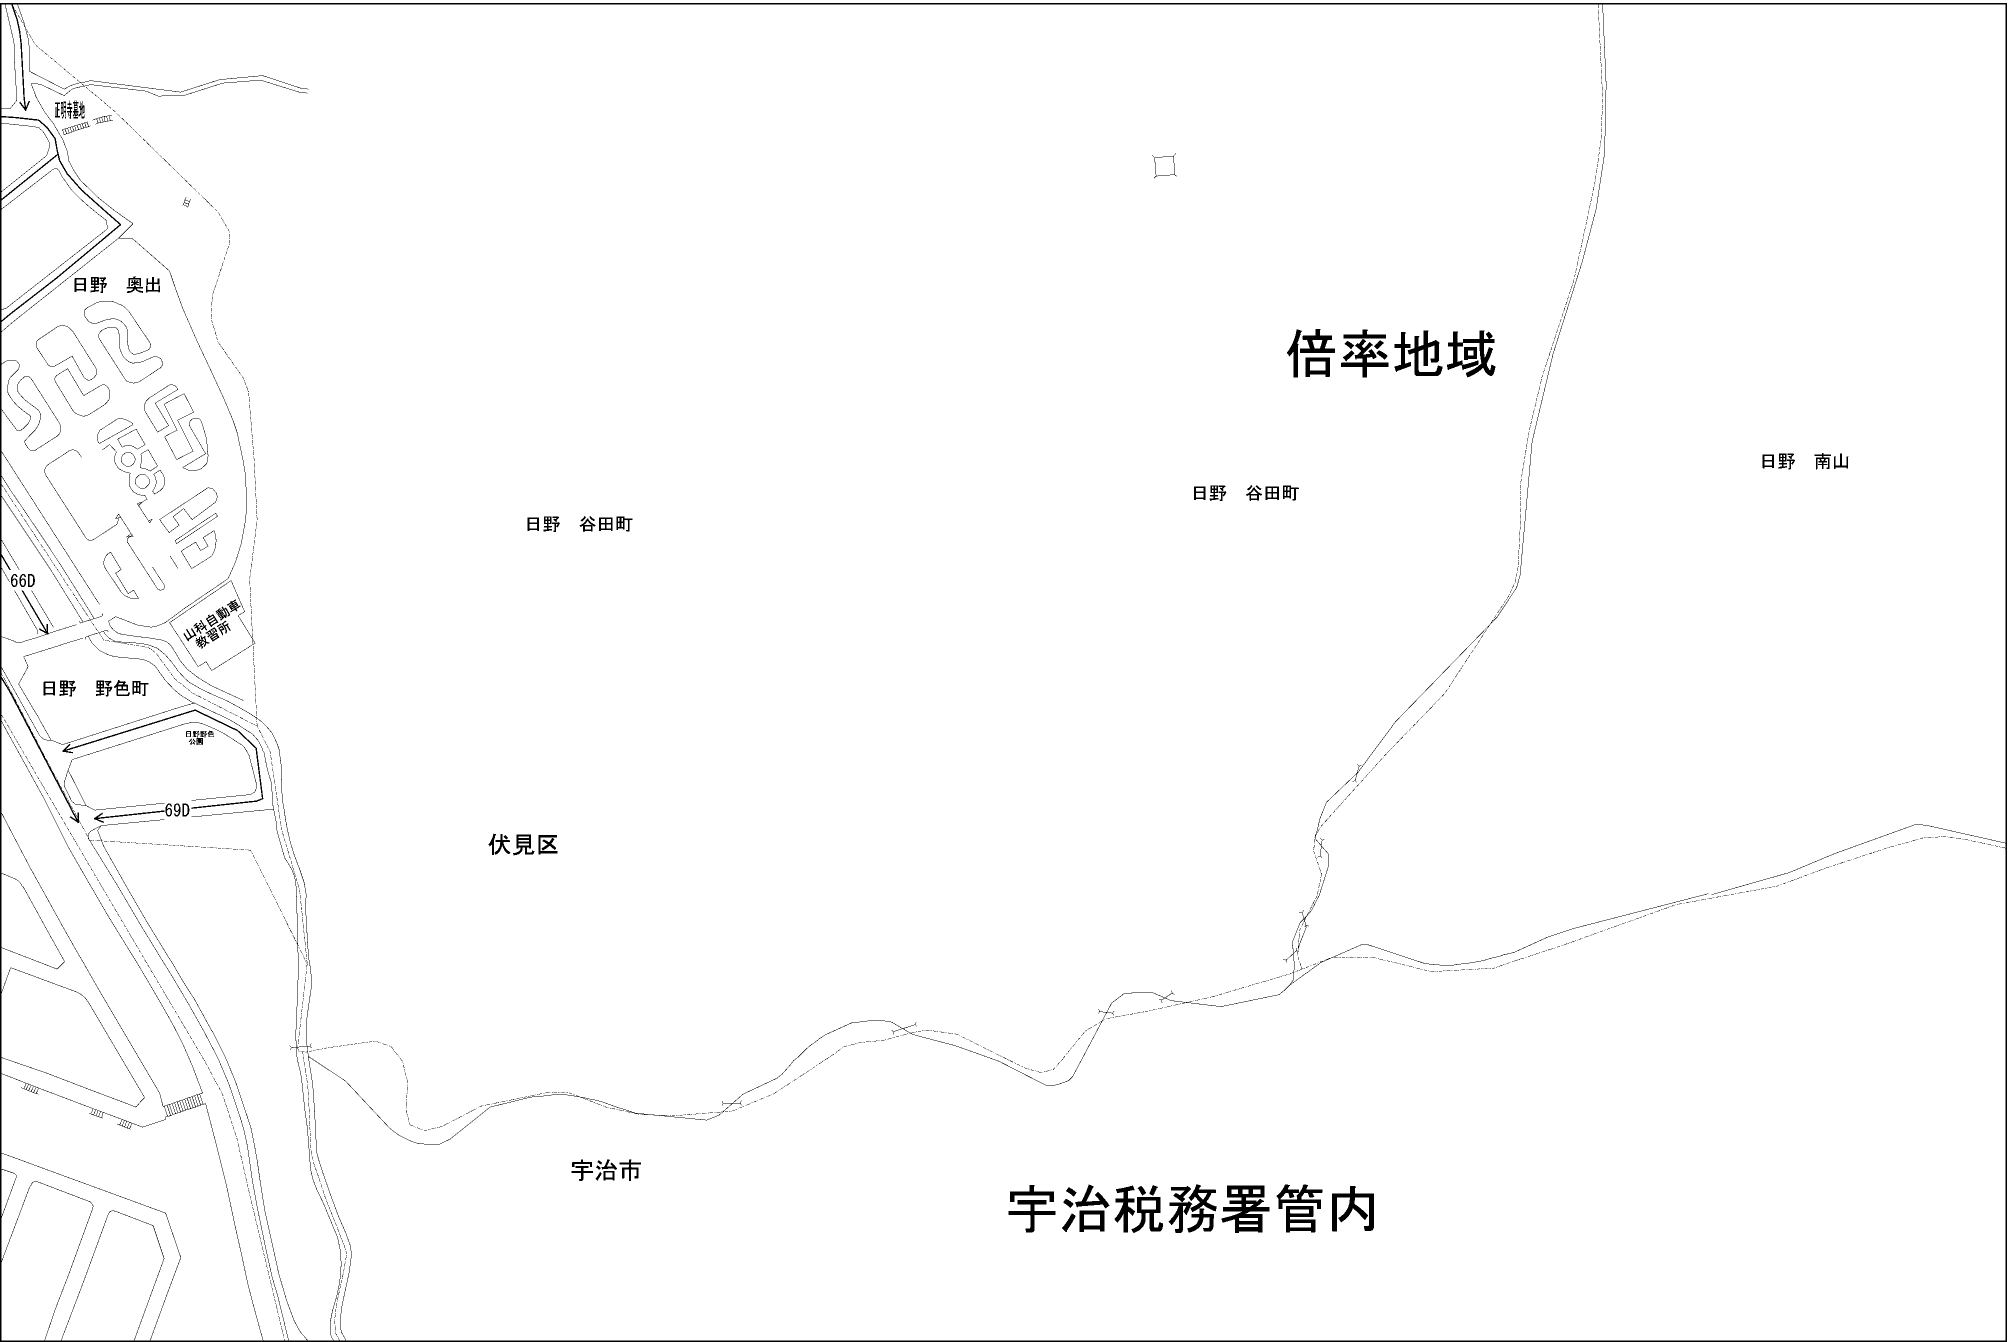 正明寺墓地
日野　奥出
倍率地域
日野　南山
日野　谷田町
日野　谷田町
66D
山科自動車
教習所
日野　野色町
日野野色
公園
69D
伏見区
宇治市
宇治税務署管内